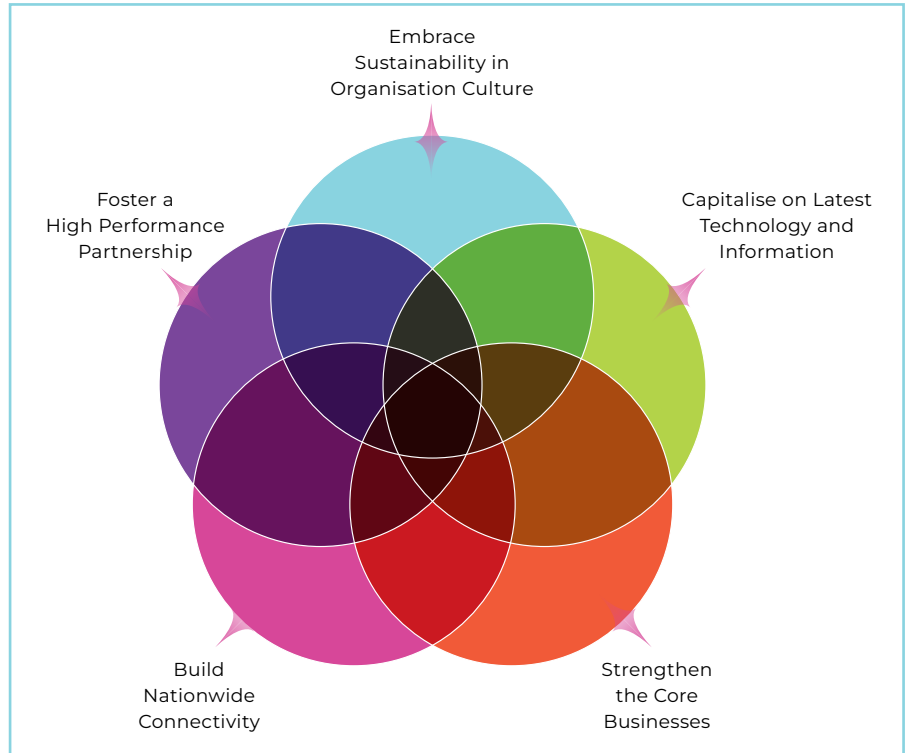 Embrace
Sustainability in
Organisation Culture
Foster a
High Performance
Partnership
Capitalise on Latest
Technology and
Information
Build
Nationwide
Connectivity
Strengthen
the Core
Businesses